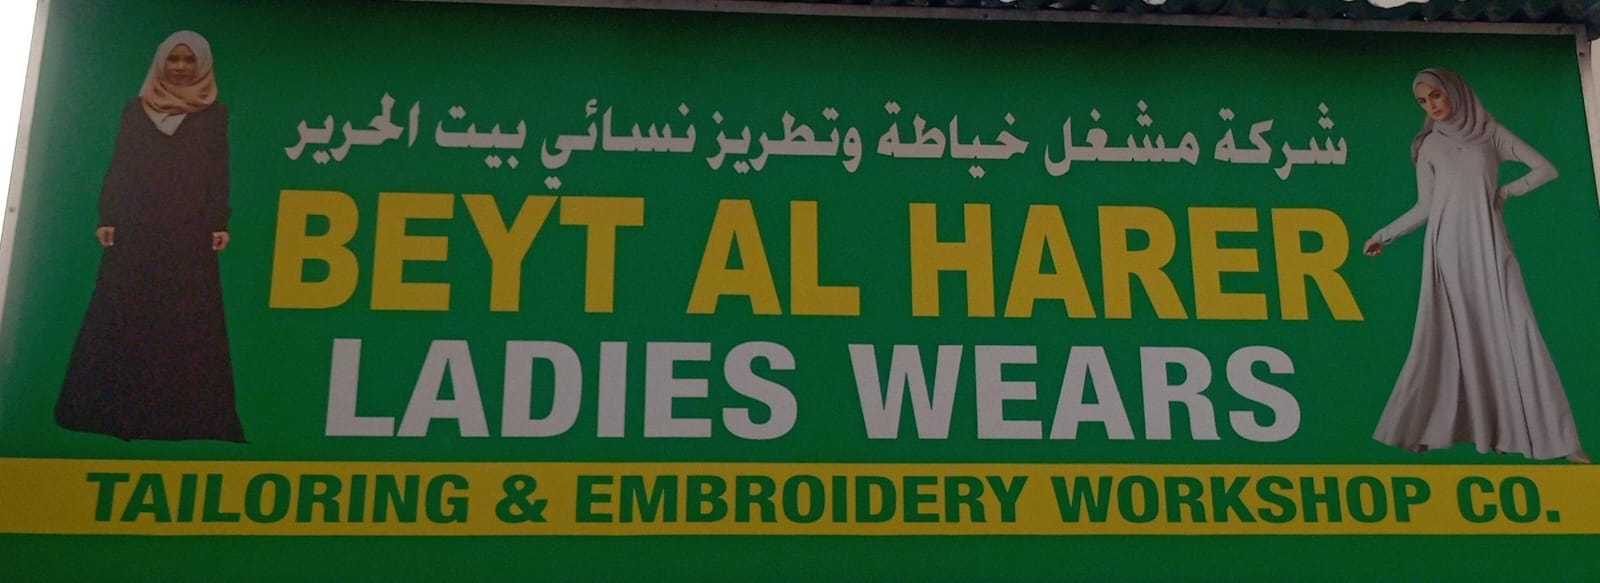 شركة مشغل خياطة وتطريز نسائي بيت الحرير
BEYT AL HARER
LADIES WEARS
TAILORING & EMBROIDERY WORKSHOP CO.